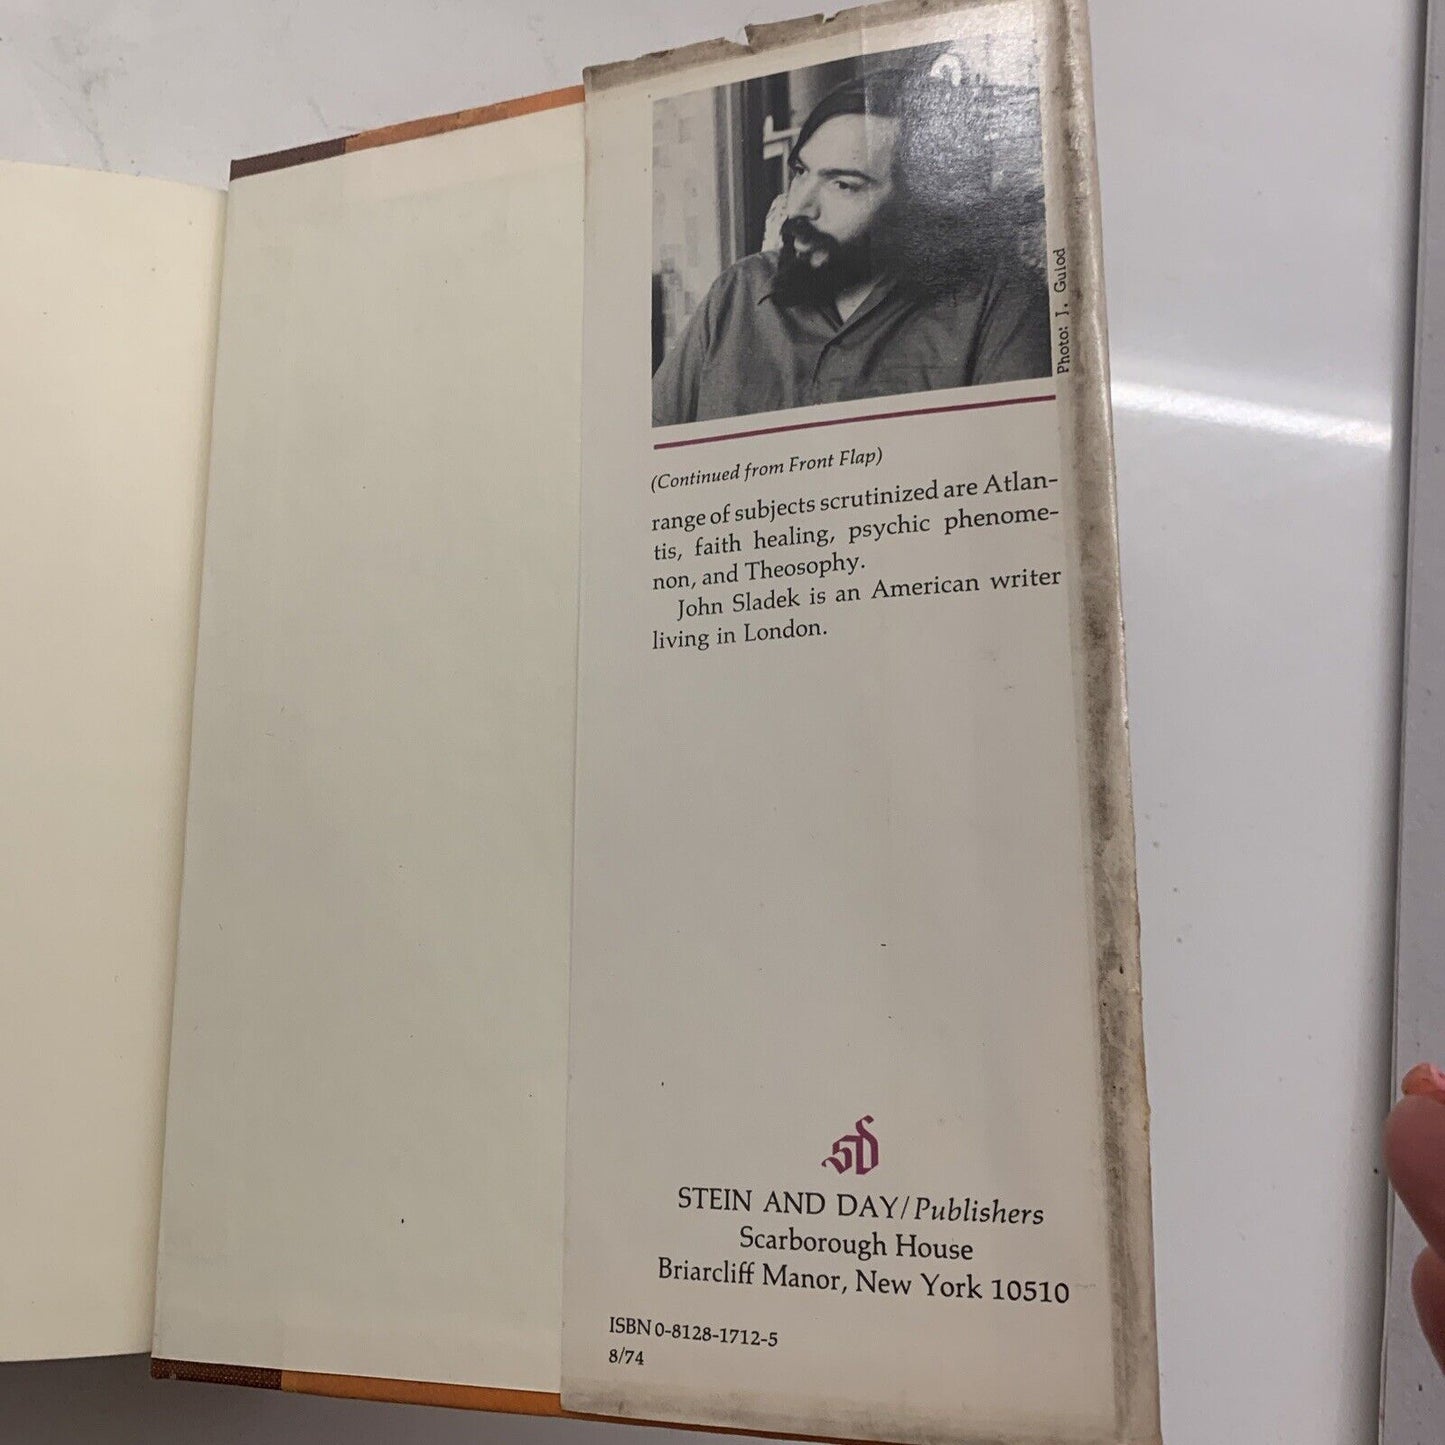 Photo: J. Gulod
(Continued from Front Flap)
range of subjects scrutinized are Atlan-
tis, faith healing, psychic phenome-
non, and Theosophy.
John Sladek is an American writer
living in London.
sD
STEIN AND DAY/Publishers
Scarborough House
Briarcliff Manor, New York 10510
ISBN 0-8128-1712-5
8/74